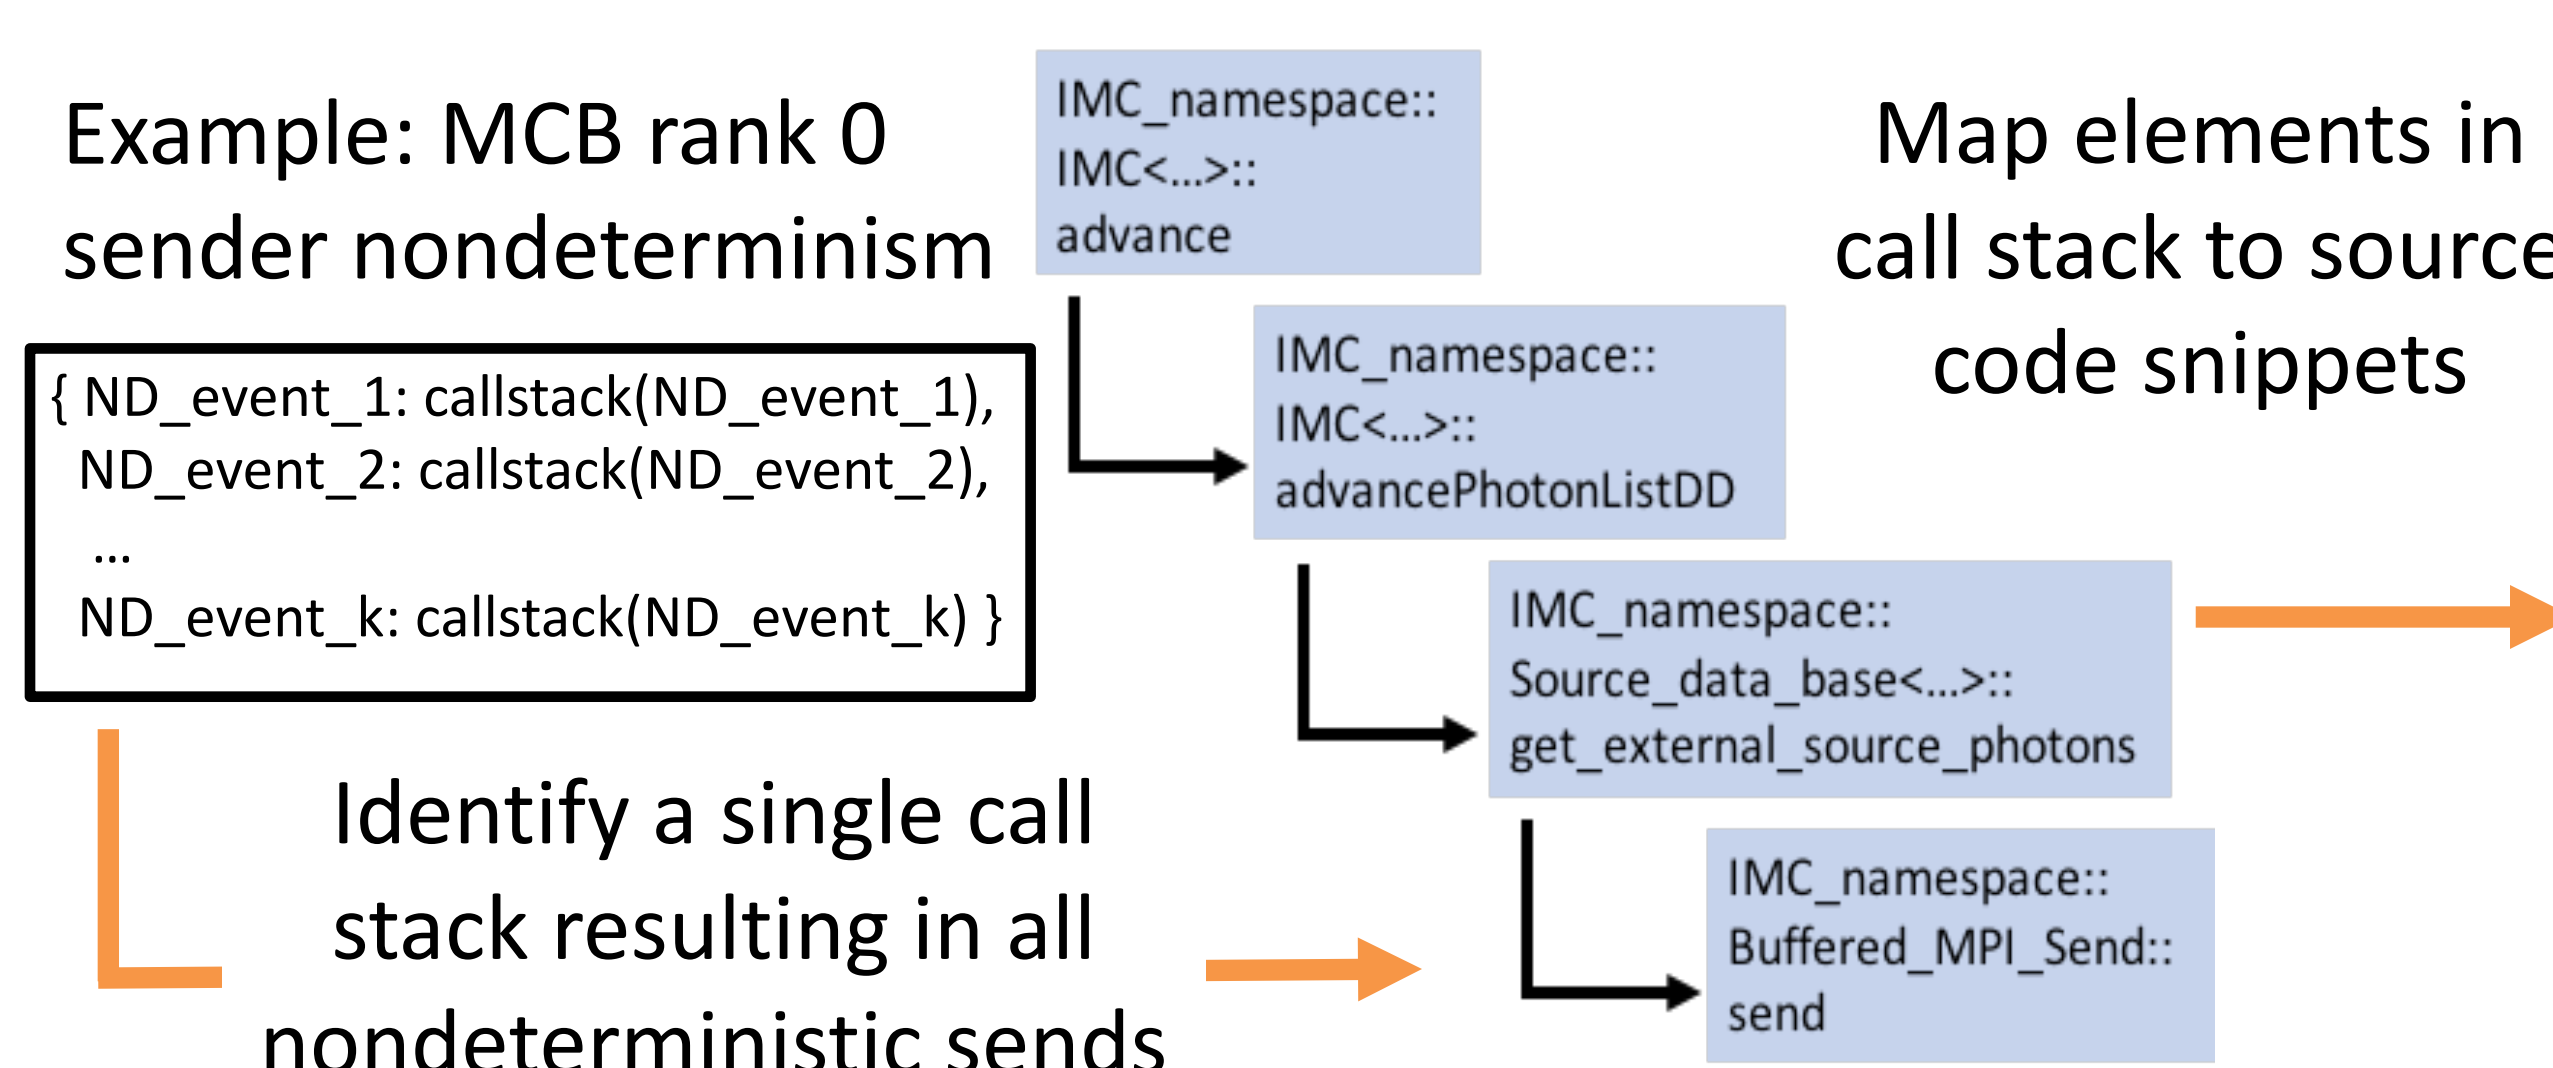 Example: MCB rank 0
sender nondeterminism
{ ND_event_1: callstack(ND_event_1),
ND_event_2: callstack(ND_event_2),
...
ND_event_k: callstack(ND_event_k) }
Identify a single call
stack resulting in all
nondeterministic sends
IMC_namespace::
IMC<...>::
advance
IMC_namespace::
IMC<...>::
advancePhotonListDD
IMC_namespace::
Source_data_base<...>::
get_external_source_photons
IMC_namespace::
Buffered_MPI_Send::
send
Map elements in
call stack to source
code snippets